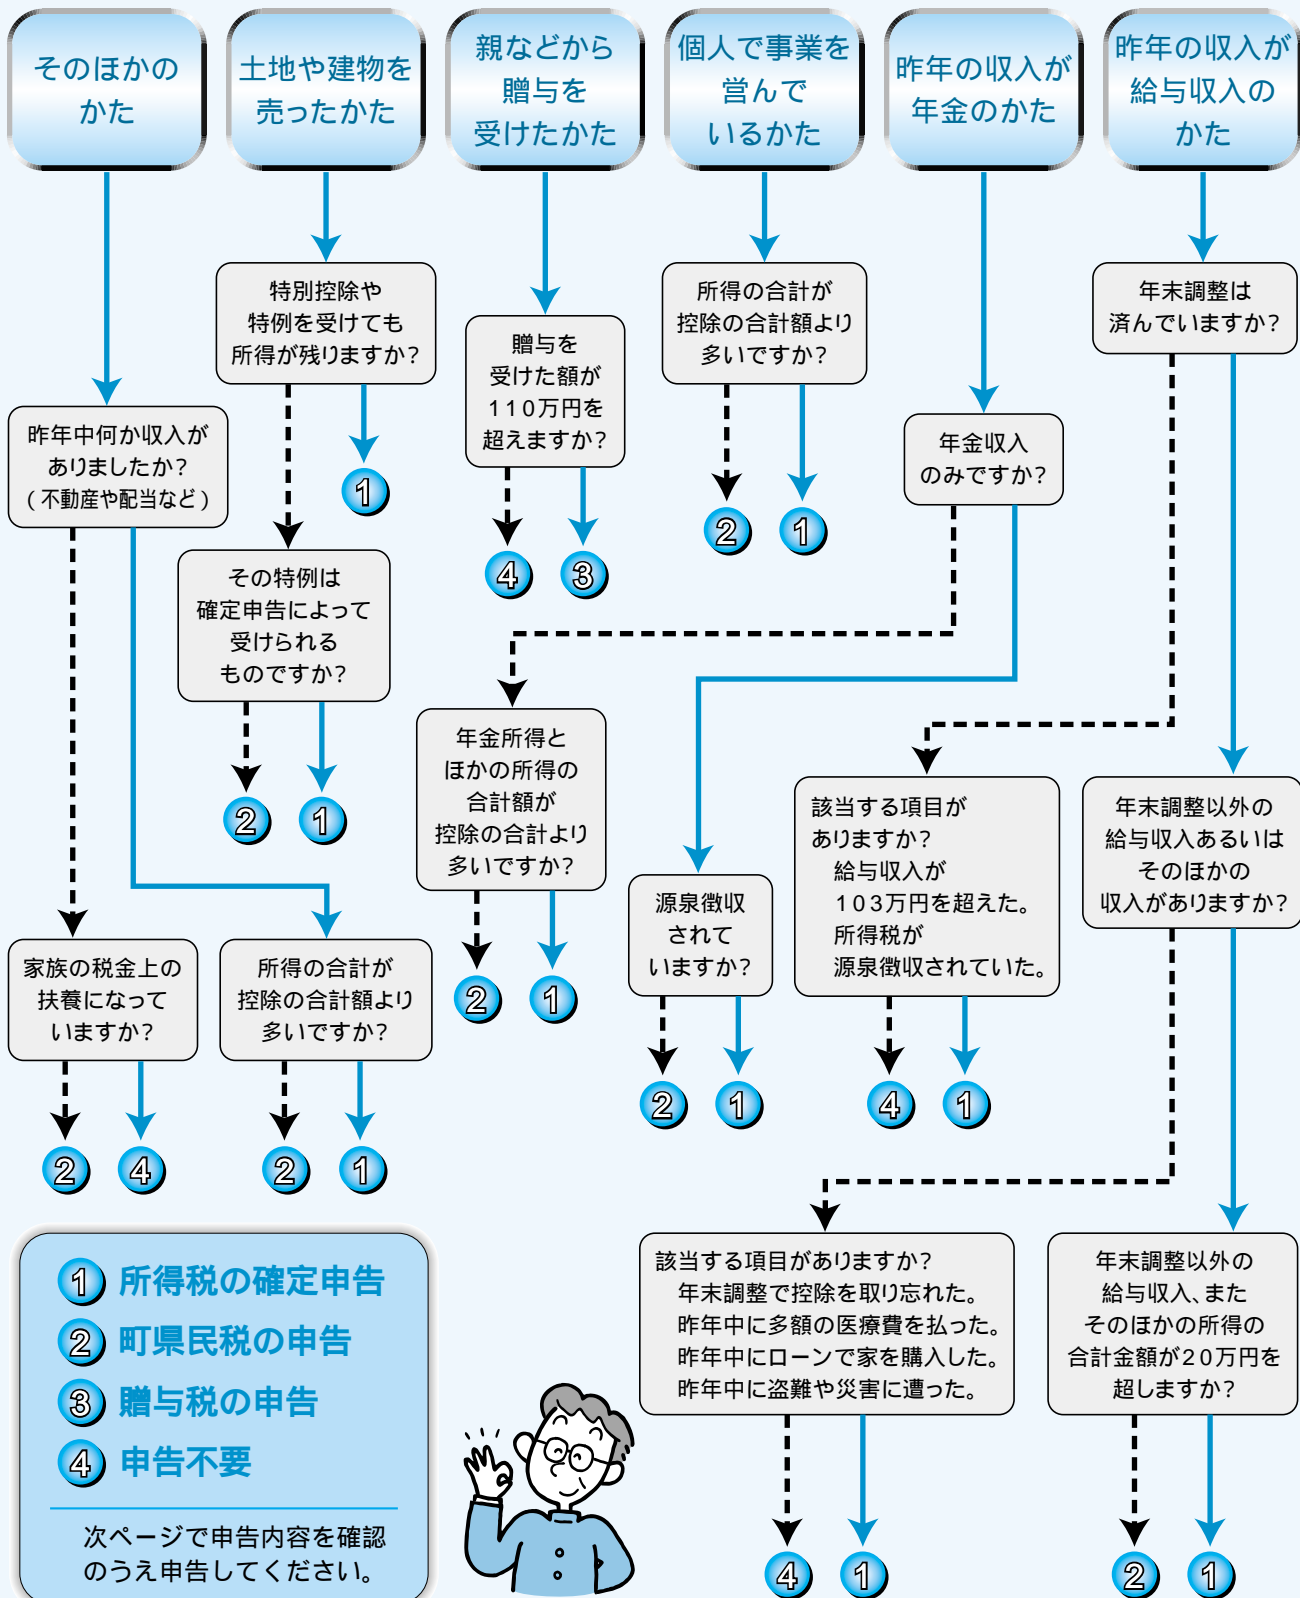 そのほかの
かた
土地や建物を
売ったかた
親などから
贈与を
受けたかた
個人で事業を
営んで
いるかた
昨年の収入が
年金のかた
昨年の収入が
給与収入の
かた
特別控除や
特例を受けても
所得が残りますか?
贈与を
受けた額が
110万円を
超えますか?
所得の合計が
控除の合計額より
多いですか?
年末調整は
済んでいますか?
昨年中何か収入が
ありましたか?
(不動産や配当など)
年金収入
のみですか?
①
②
①
④
③
その特例は
確定申告によって
受けられる
ものですか?
②
①
年金所得と
ほかの所得の
合計額が
控除の合計より
多いですか?
②
①
源泉徴収
されて
いますか?
②
①
該当する項目が
ありますか?
給与収入が
103万円を超えた。
所得税が
源泉徴収されていた。
④
①
年末調整以外の
給与収入あるいは
そのほかの
収入がありますか?
家族の税金上の
扶養になって
いますか?
②
④
所得の合計が
控除の合計額より
多いですか?
②
①
該当する項目がありますか?
年末調整で控除を取り忘れた。
昨年中に多額の医療費を払った。
昨年中にローンで家を購入した。
昨年中に盗難や災害に遭った。
④
①
年末調整以外の
給与収入、また
そのほかの所得の
合計金額が20万円を
超しますか?
②
①
① 所得税の確定申告
② 町県民税の申告
③ 贈与税の申告
④ 申告不要
次ページで申告内容を確認
のうえ申告してください。